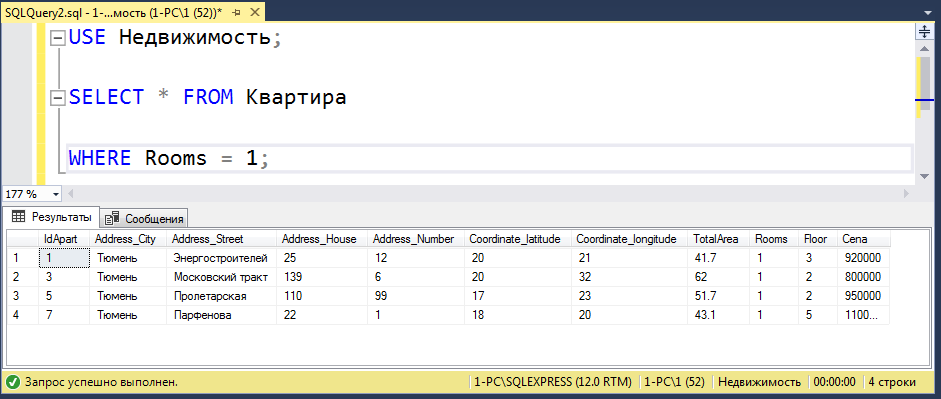 SQLQuery2.sql - 1-...мость (1-PC\1 (52))*
USE Недвижимость;
SELECT * FROM Квартира
WHERE Rooms = 1;
177 %
Результаты Сообщения
IdApart Address_City Address_Street Address_House Address_Number Coordinate_latitude Coordinate_longitude TotalArea Rooms Floor Cena
1 1 Тюмень Энергостроителей 25 12 20 21 41.7 1 3 920000
2 3 Тюмень Московский тракт 139 6 20 32 62 1 2 800000
3 5 Тюмень Пролетарская 110 99 17 23 51.7 1 2 950000
4 7 Тюмень Парфенова 22 1 18 20 43.1 1 5 1100...
Запрос успешно выполнен. 1-PC\SQLEXPRESS (12.0 RTM) 1-PC\1 (52) Недвижимость 00:00:00 4 строки